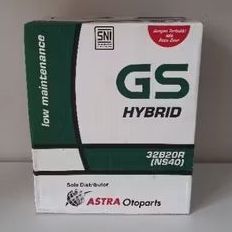 low maintenance
SNI
GS
HYBRID
32B20R
(NS40)
Sole Distributor
ASTRA Otoparts